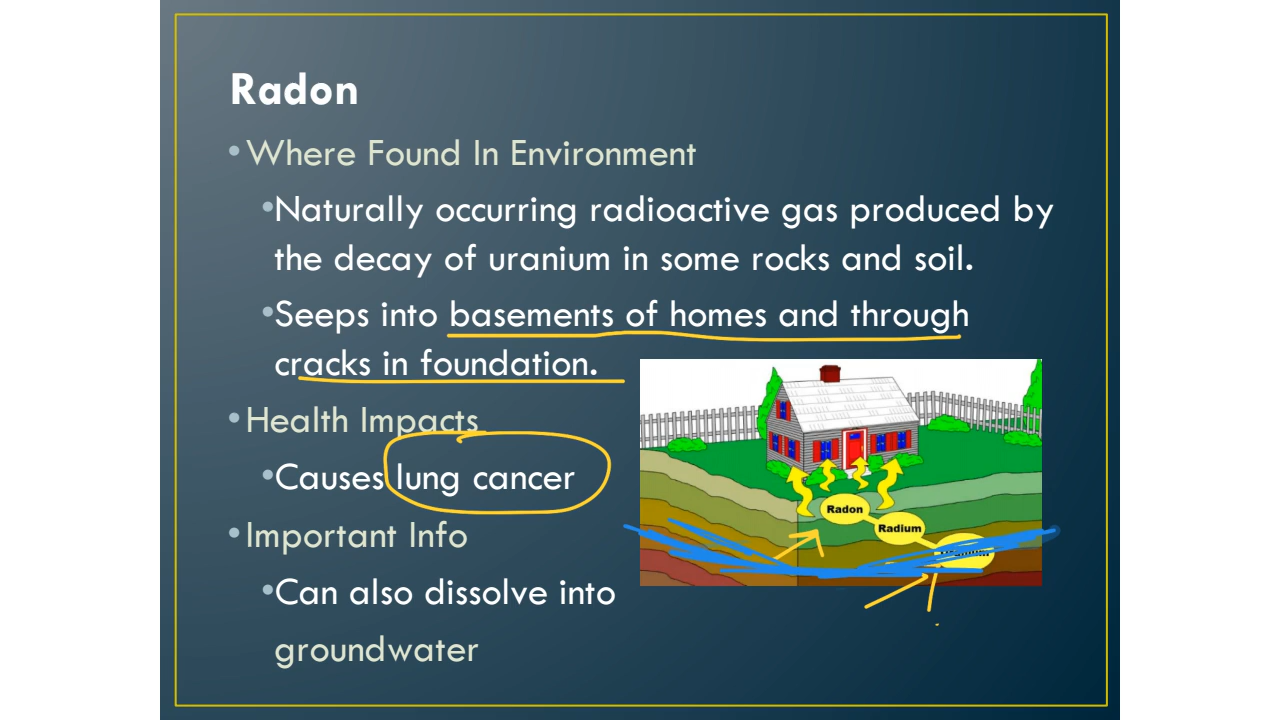 Radon
•Where Found In Environment
•Naturally occurring radioactive gas produced by
the decay of uranium in some rocks and soil.
•Seeps into basements of homes and through
cracks in foundation.
•Health Impacts
•Causes lung cancer
•Important Info
•Can also dissolve into
groundwater
Radon
Radium